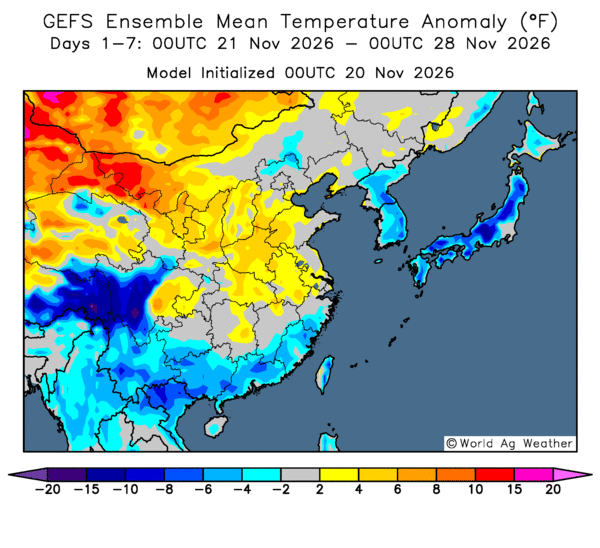 GEFS Ensemble Mean Temperature Anomaly (°F)
Days 1−7: 00UTC 21 Nov 2026 − 00UTC 28 Nov 2026
Model Initialized 00UTC 20 Nov 2026
© World Ag Weather
−20 −15 −10 −8 −6 −4 −2 2 4 6 8 10 15 20